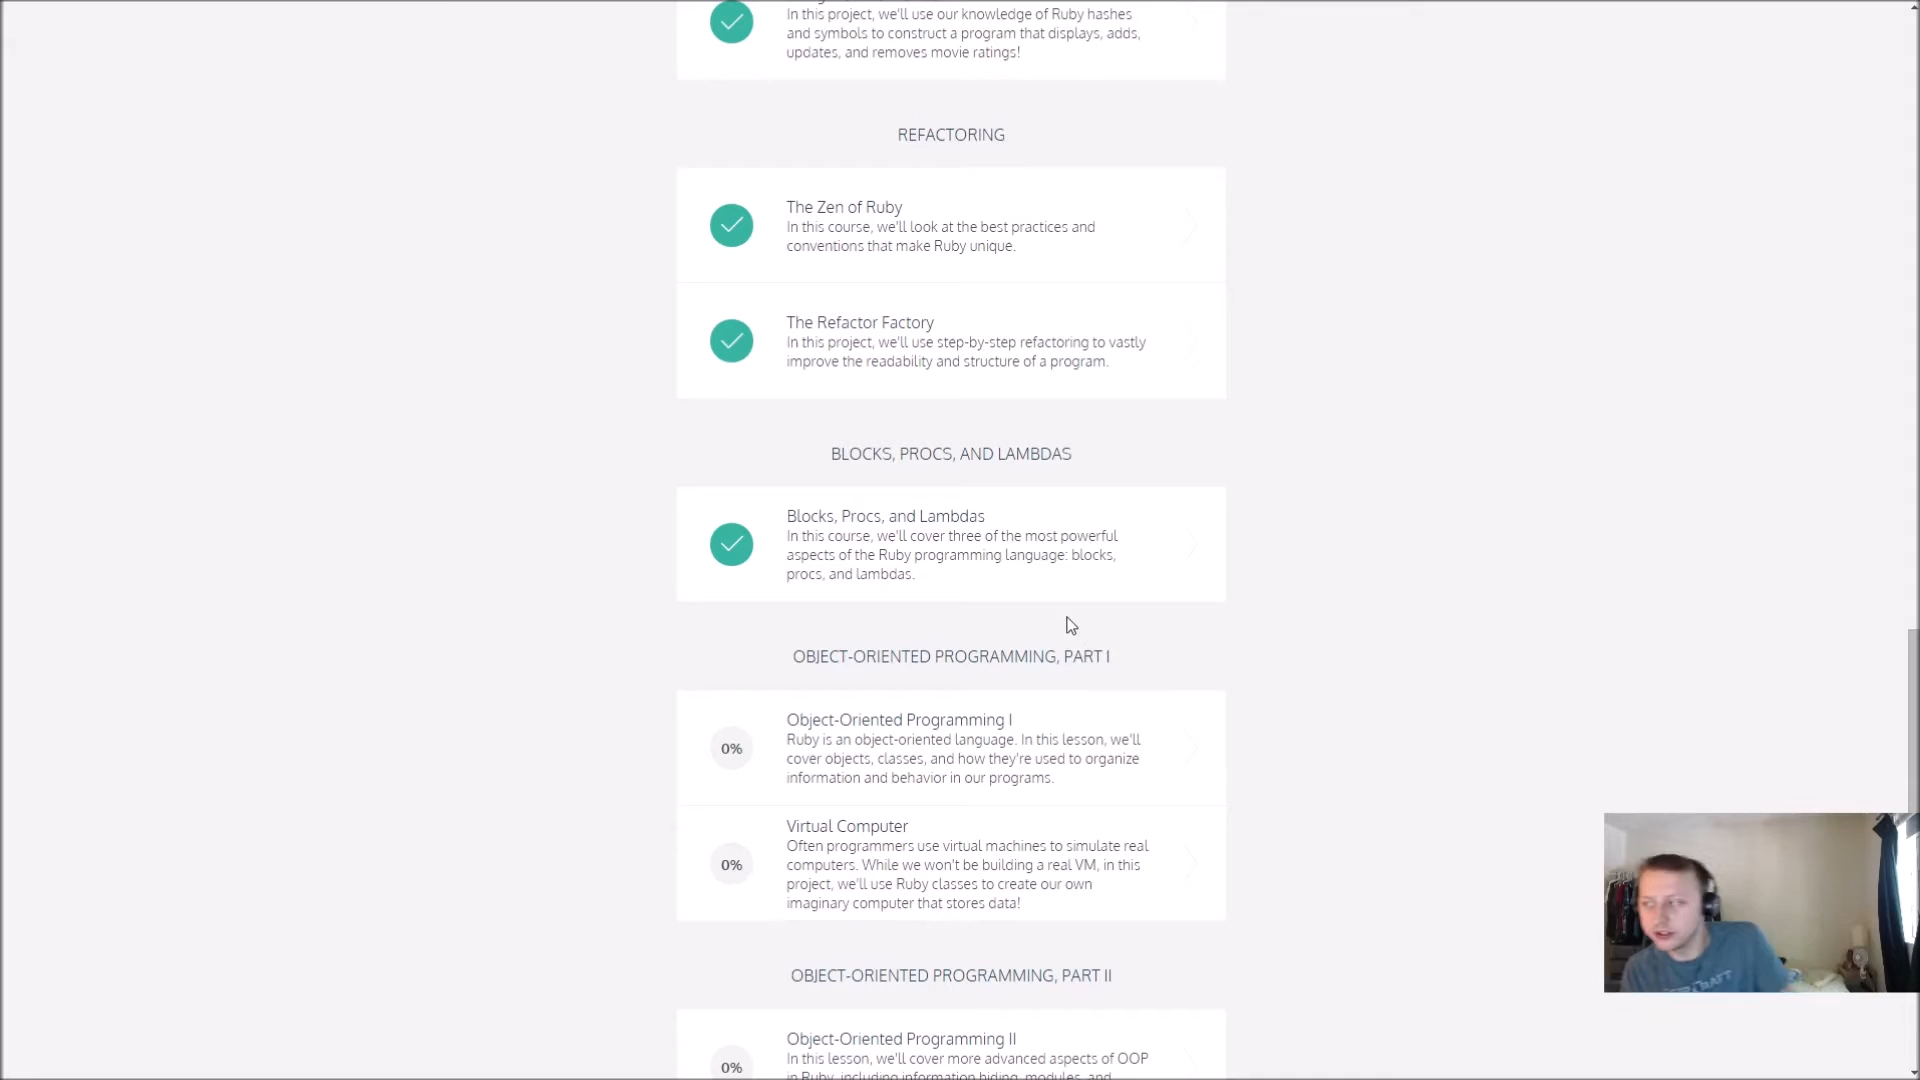 In this project, we'll use our knowledge of Ruby hashes
and symbols to construct a program that displays, adds,
updates, and removes movie ratings!
REFACTORING
The Zen of Ruby
In this course, we'll look at the best practices and
conventions that make Ruby unique.
The Refactor Factory
In this project, we'll use step-by-step refactoring to vastly
improve the readability and structure of a program.
BLOCKS, PROCS, AND LAMBDAS
Blocks, Procs, and Lambdas
In this course, we'll cover three of the most powerful
aspects of the Ruby programming language: blocks,
procs, and lambdas.
OBJECT-ORIENTED PROGRAMMING, PART I
Object-Oriented Programming I
0%
Ruby is an object-oriented language. In this lesson, we'll
cover objects, classes, and how they're used to organize
information and behavior in our programs.
Virtual Computer
0%
Often programmers use virtual machines to simulate real
computers. While we won't be building a real VM, in this
project, we'll use Ruby classes to create our own
imaginary computer that stores data!
OBJECT-ORIENTED PROGRAMMING, PART II
Object-Oriented Programming II
0%
In this lesson, we'll cover more advanced aspects of OOP
in Ruby, including information hiding, modules, and